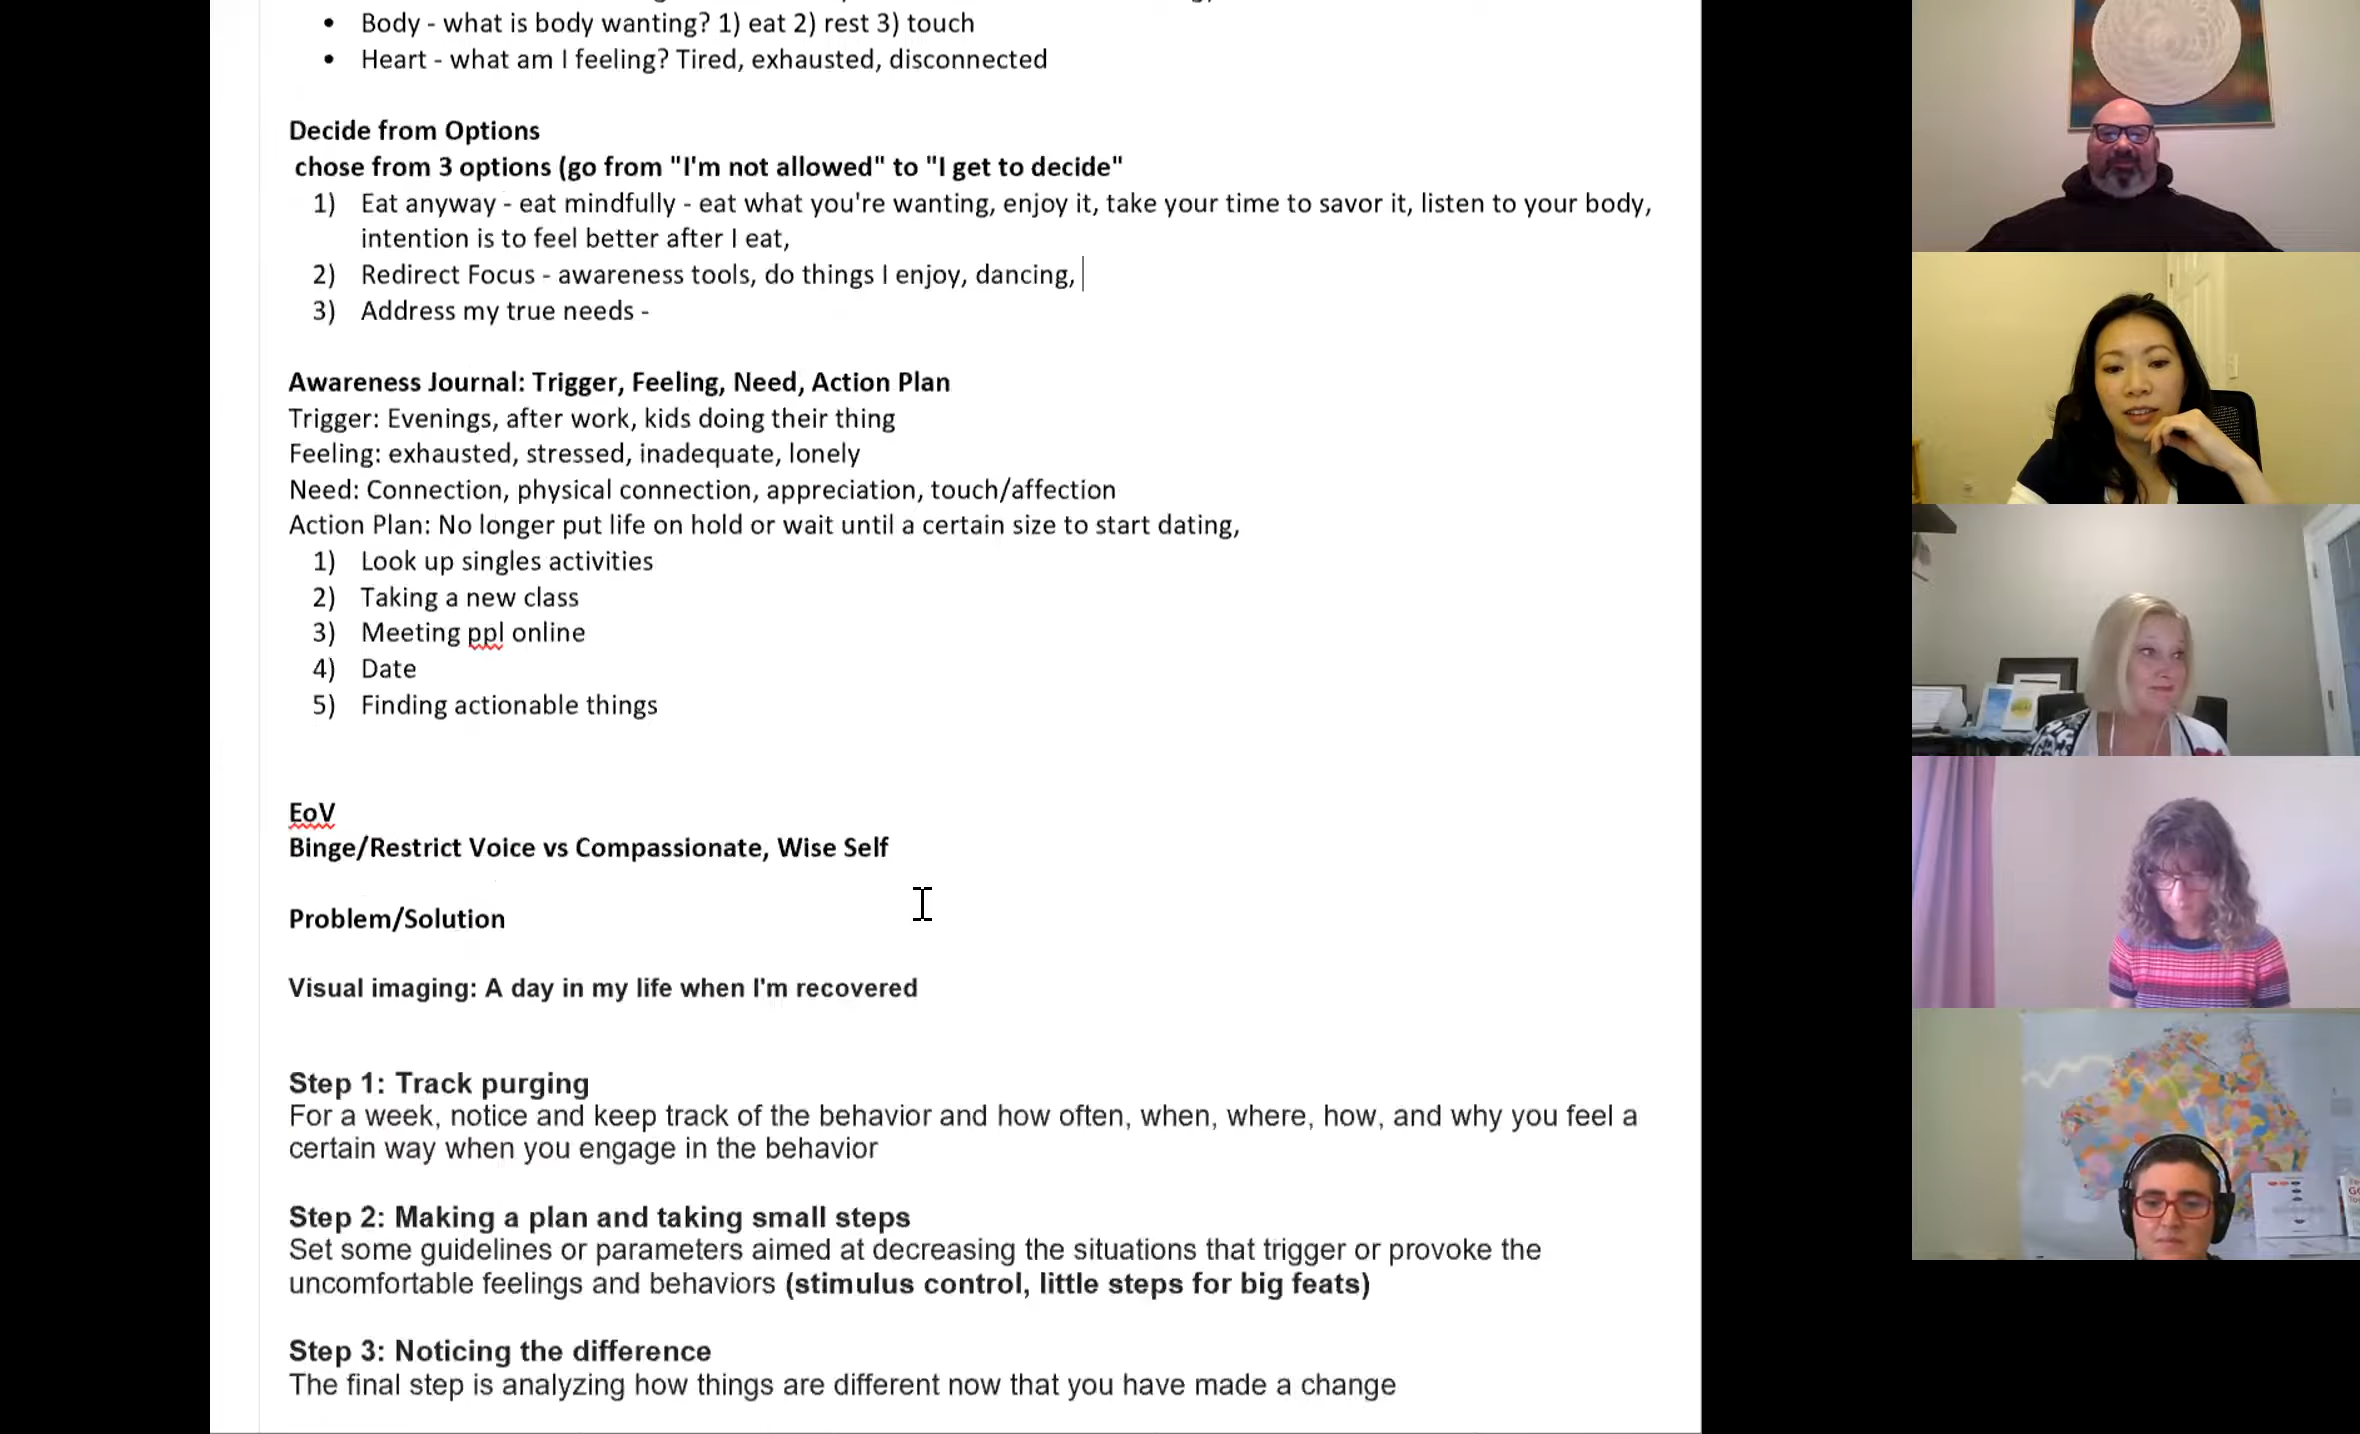 • Body - what is body wanting? 1) eat 2) rest 3) touch
• Heart - what am I feeling? Tired, exhausted, disconnected
Decide from Options
chose from 3 options (go from "I'm not allowed" to "I get to decide"
1) Eat anyway - eat mindfully - eat what you're wanting, enjoy it, take your time to savor it, listen to your body,
intention is to feel better after I eat,
2) Redirect Focus - awareness tools, do things I enjoy, dancing,
3) Address my true needs -
Awareness Journal: Trigger, Feeling, Need, Action Plan
Trigger: Evenings, after work, kids doing their thing
Feeling: exhausted, stressed, inadequate, lonely
Need: Connection, physical connection, appreciation, touch/affection
Action Plan: No longer put life on hold or wait until a certain size to start dating,
1) Look up singles activities
2) Taking a new class
3) Meeting ppl online
4) Date
5) Finding actionable things
EoV
Binge/Restrict Voice vs Compassionate, Wise Self
Problem/Solution
Visual imaging: A day in my life when I'm recovered
Step 1: Track purging
For a week, notice and keep track of the behavior and how often, when, where, how, and why you feel a
certain way when you engage in the behavior
Step 2: Making a plan and taking small steps
Set some guidelines or parameters aimed at decreasing the situations that trigger or provoke the
uncomfortable feelings and behaviors (stimulus control, little steps for big feats)
Step 3: Noticing the difference
The final step is analyzing how things are different now that you have made a change